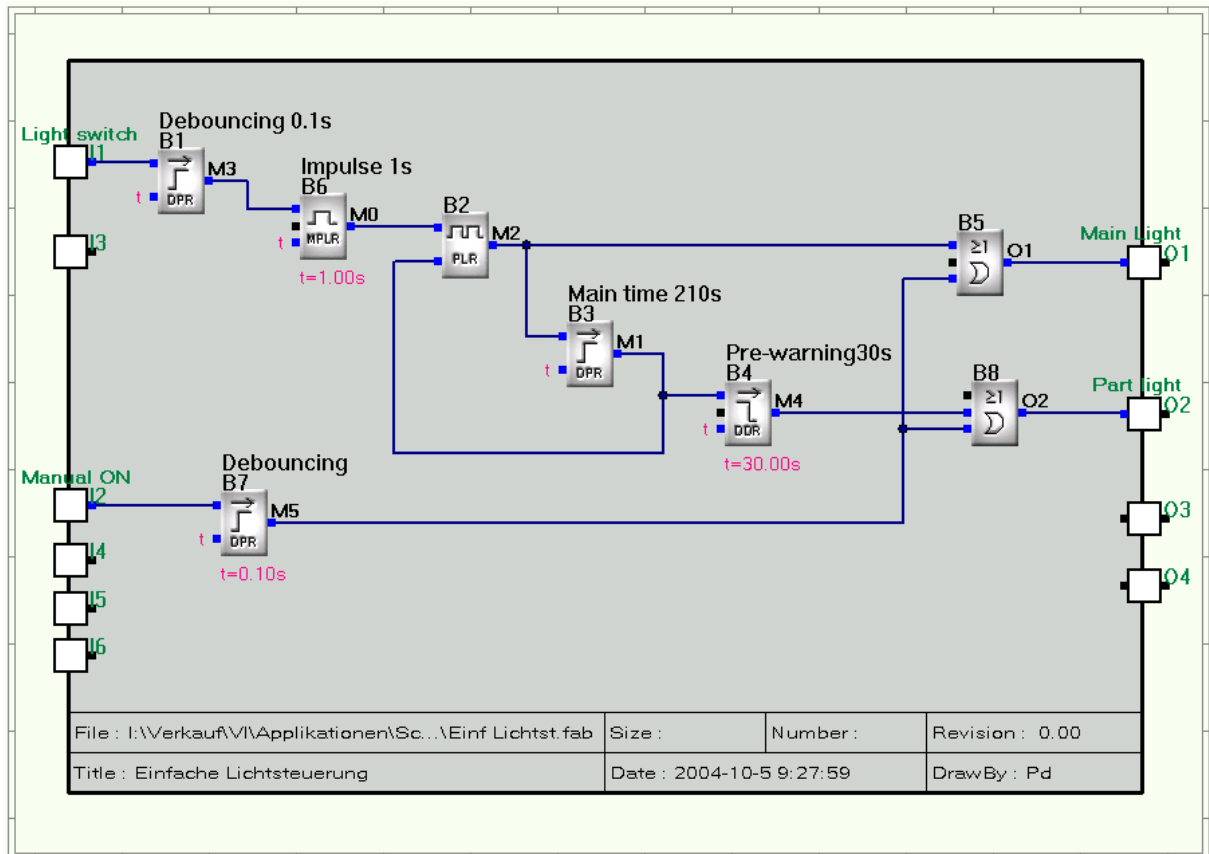 Debouncing 0.1s
Light switch
B1
I1
M3
DPR
t
Impulse 1s
B6
M0
MPLR
t
t=1.00s
B2
M2
PLR
I3
B5
≥1
O1
Main Light
O1
Main time 210s
B3
M1
DPR
t
Pre-warning30s
B4
M4
DDR
t
t=30.00s
B8
≥1
O2
Part light
O2
Debouncing
Manual ON
B7
I2
M5
DPR
t
t=0.10s
I4
I5
I6
O3
O4
File : I:\Verkauf\VI\Applikationen\Sc...\Einf Lichtst.fab
Size :
Number :
Revision : 0.00
Title : Einfache Lichtsteuerung
Date : 2004-10-5 9:27:59
DrawBy : Pd